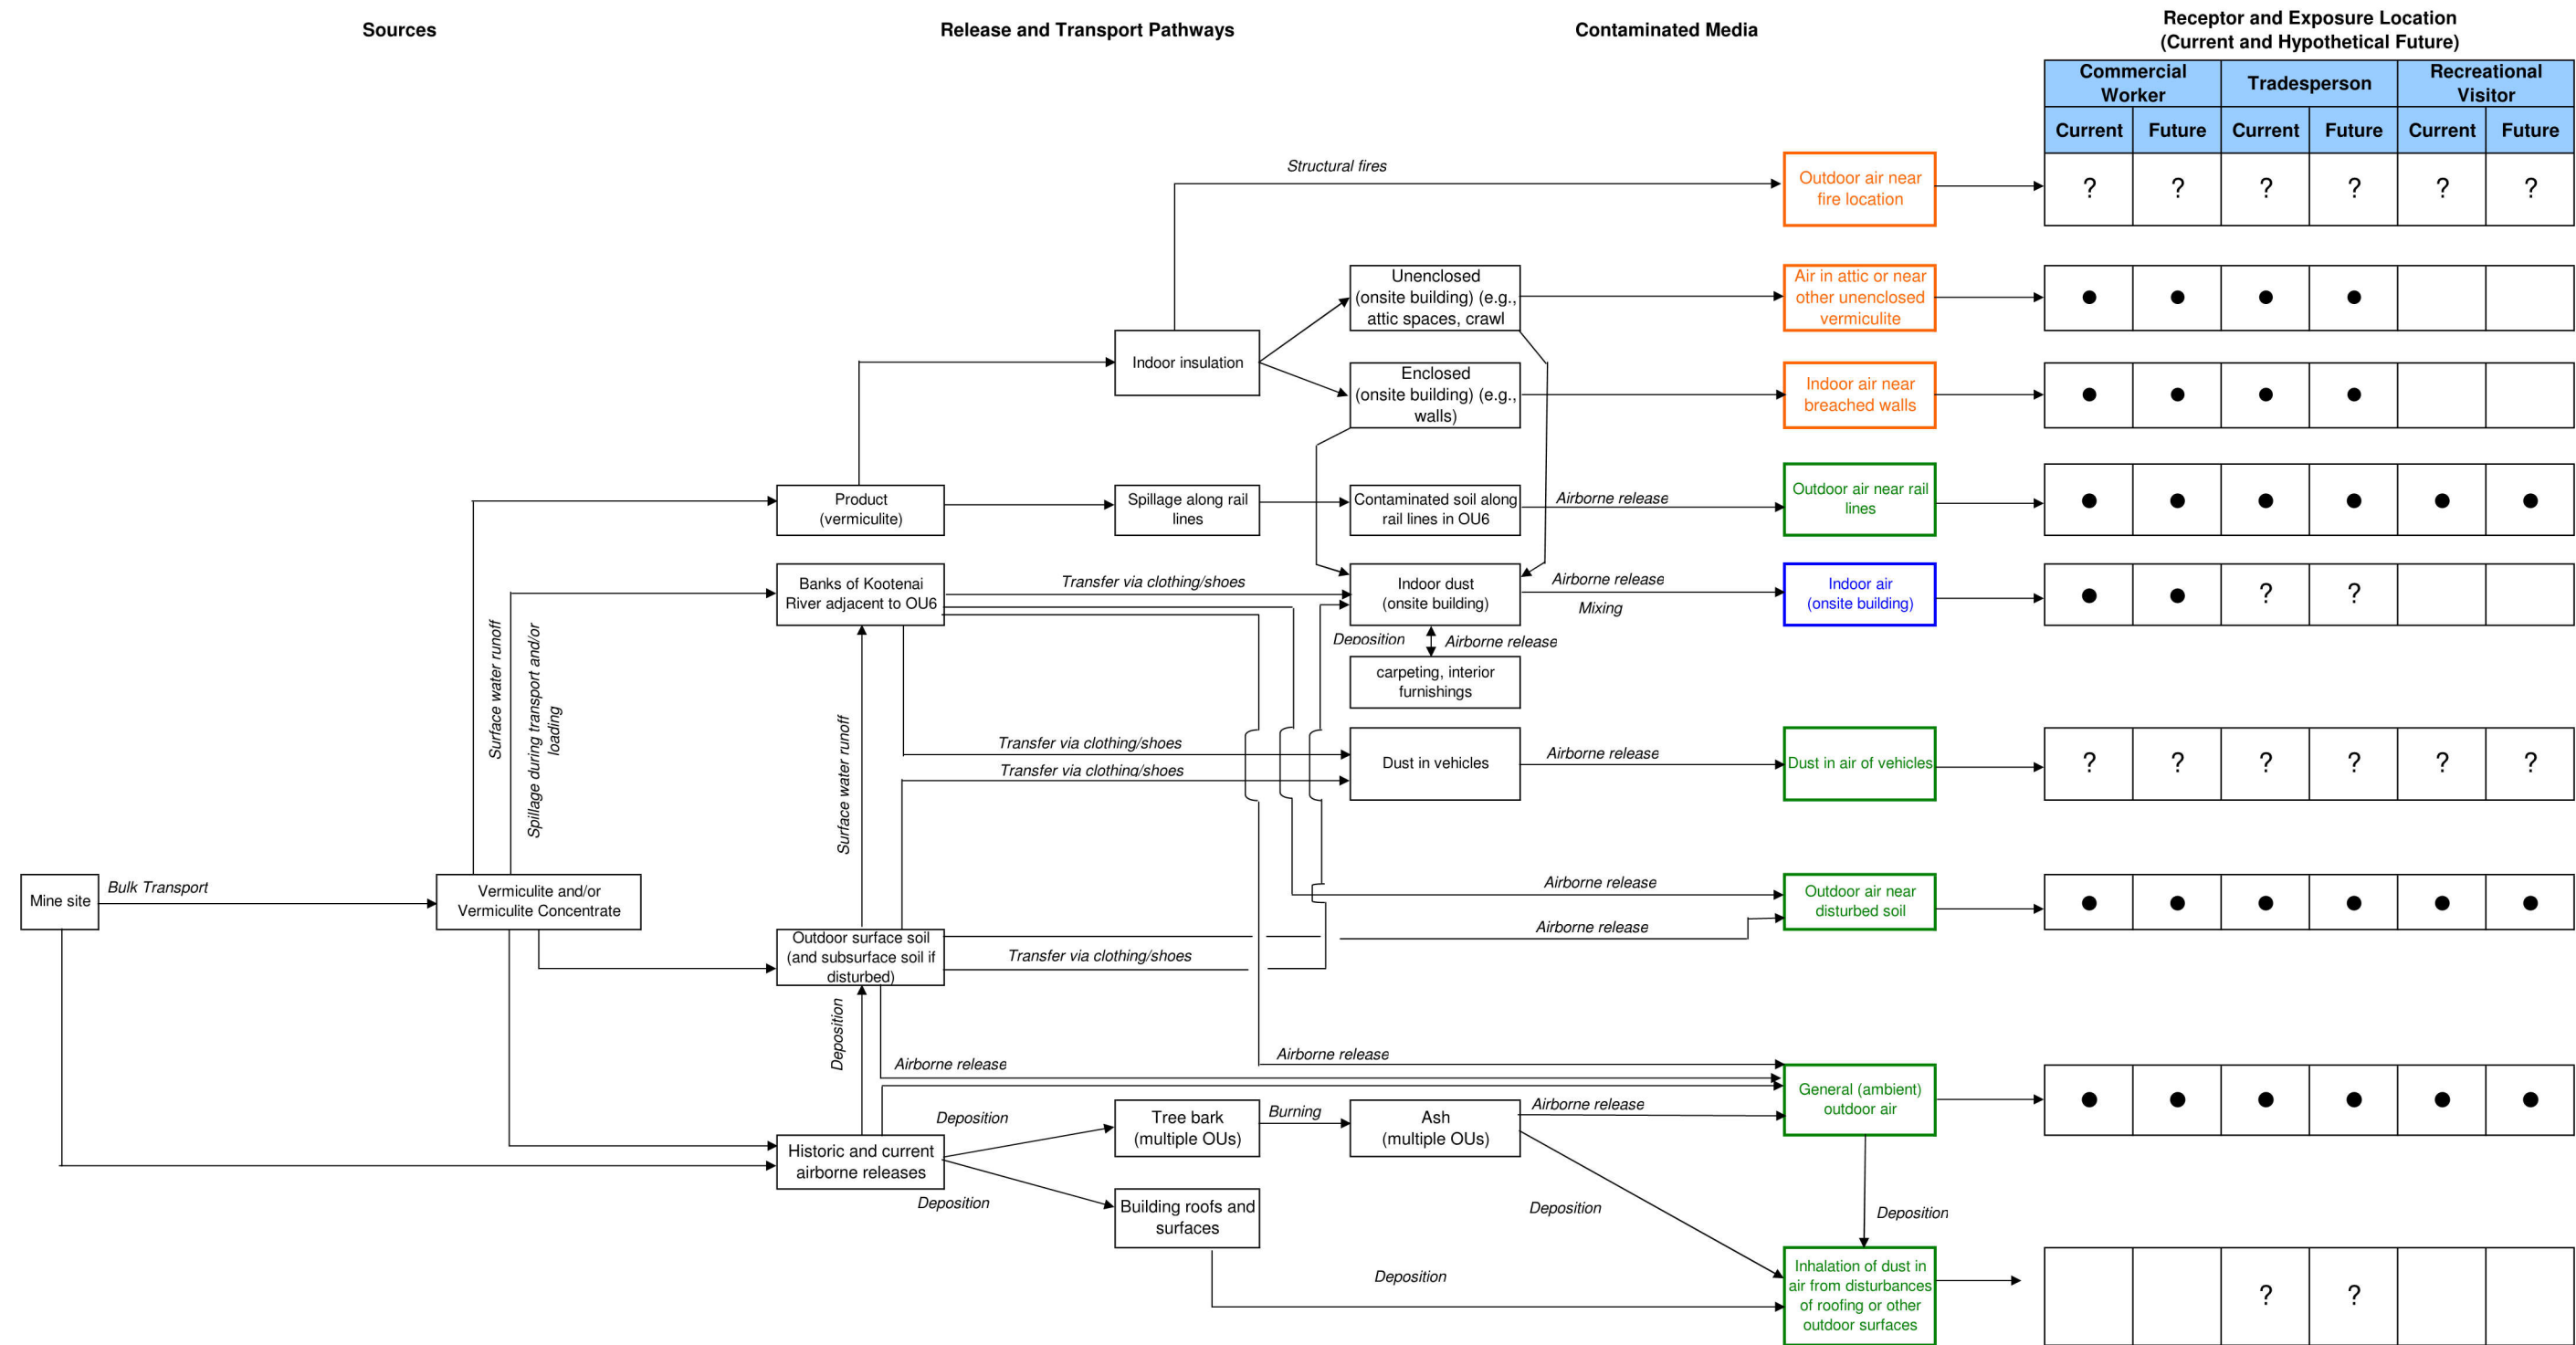 Sources
Release and Transport Pathways
Contaminated Media
Receptor and Exposure Location
(Current and Hypothetical Future)
Commercial
Worker
Tradesperson
Recreational
Visitor
Current
Future
Current
Future
Current
Future
Structural fires
Outdoor air near
fire location
? ? ? ? ? ?
Unenclosed
(onsite building) (e.g.,
attic spaces, crawl
Air in attic or near
other unenclosed
vermiculite
● ● ● ●
Indoor insulation
Enclosed
(onsite building) (e.g.,
walls)
Indoor air near
breached walls
● ● ● ●
Product
(vermiculite)
Spillage along rail
lines
Contaminated soil along
rail lines in OU6
Airborne release
Outdoor air near rail
lines
● ● ● ● ● ●
Banks of Kootenai
River adjacent to OU6
Transfer via clothing/shoes
Indoor dust
(onsite building)
Airborne release
Mixing
Indoor air
(onsite building)
● ● ? ?
Deposition
Airborne release
carpeting, interior
furnishings
Surface water runoff
Spillage during transport and/or
loading
Surface water runoff
Transfer via clothing/shoes
Transfer via clothing/shoes
Dust in vehicles
Airborne release
Dust in air of vehicles
? ? ? ? ? ?
Mine site
Bulk Transport
Vermiculite and/or
Vermiculite Concentrate
Airborne release
Outdoor air near
disturbed soil
● ● ● ● ● ●
Airborne release
Outdoor surface soil
(and subsurface soil if
disturbed)
Transfer via clothing/shoes
Deposition
Airborne release
Airborne release
General (ambient)
outdoor air
● ● ● ● ● ●
Deposition
Tree bark
(multiple OUs)
Burning
Ash
(multiple OUs)
Airborne release
Historic and current
airborne releases
Deposition
Building roofs and
surfaces
Deposition
Deposition
Deposition
Inhalation of dust in
air from disturbances
of roofing or other
outdoor surfaces
? ?